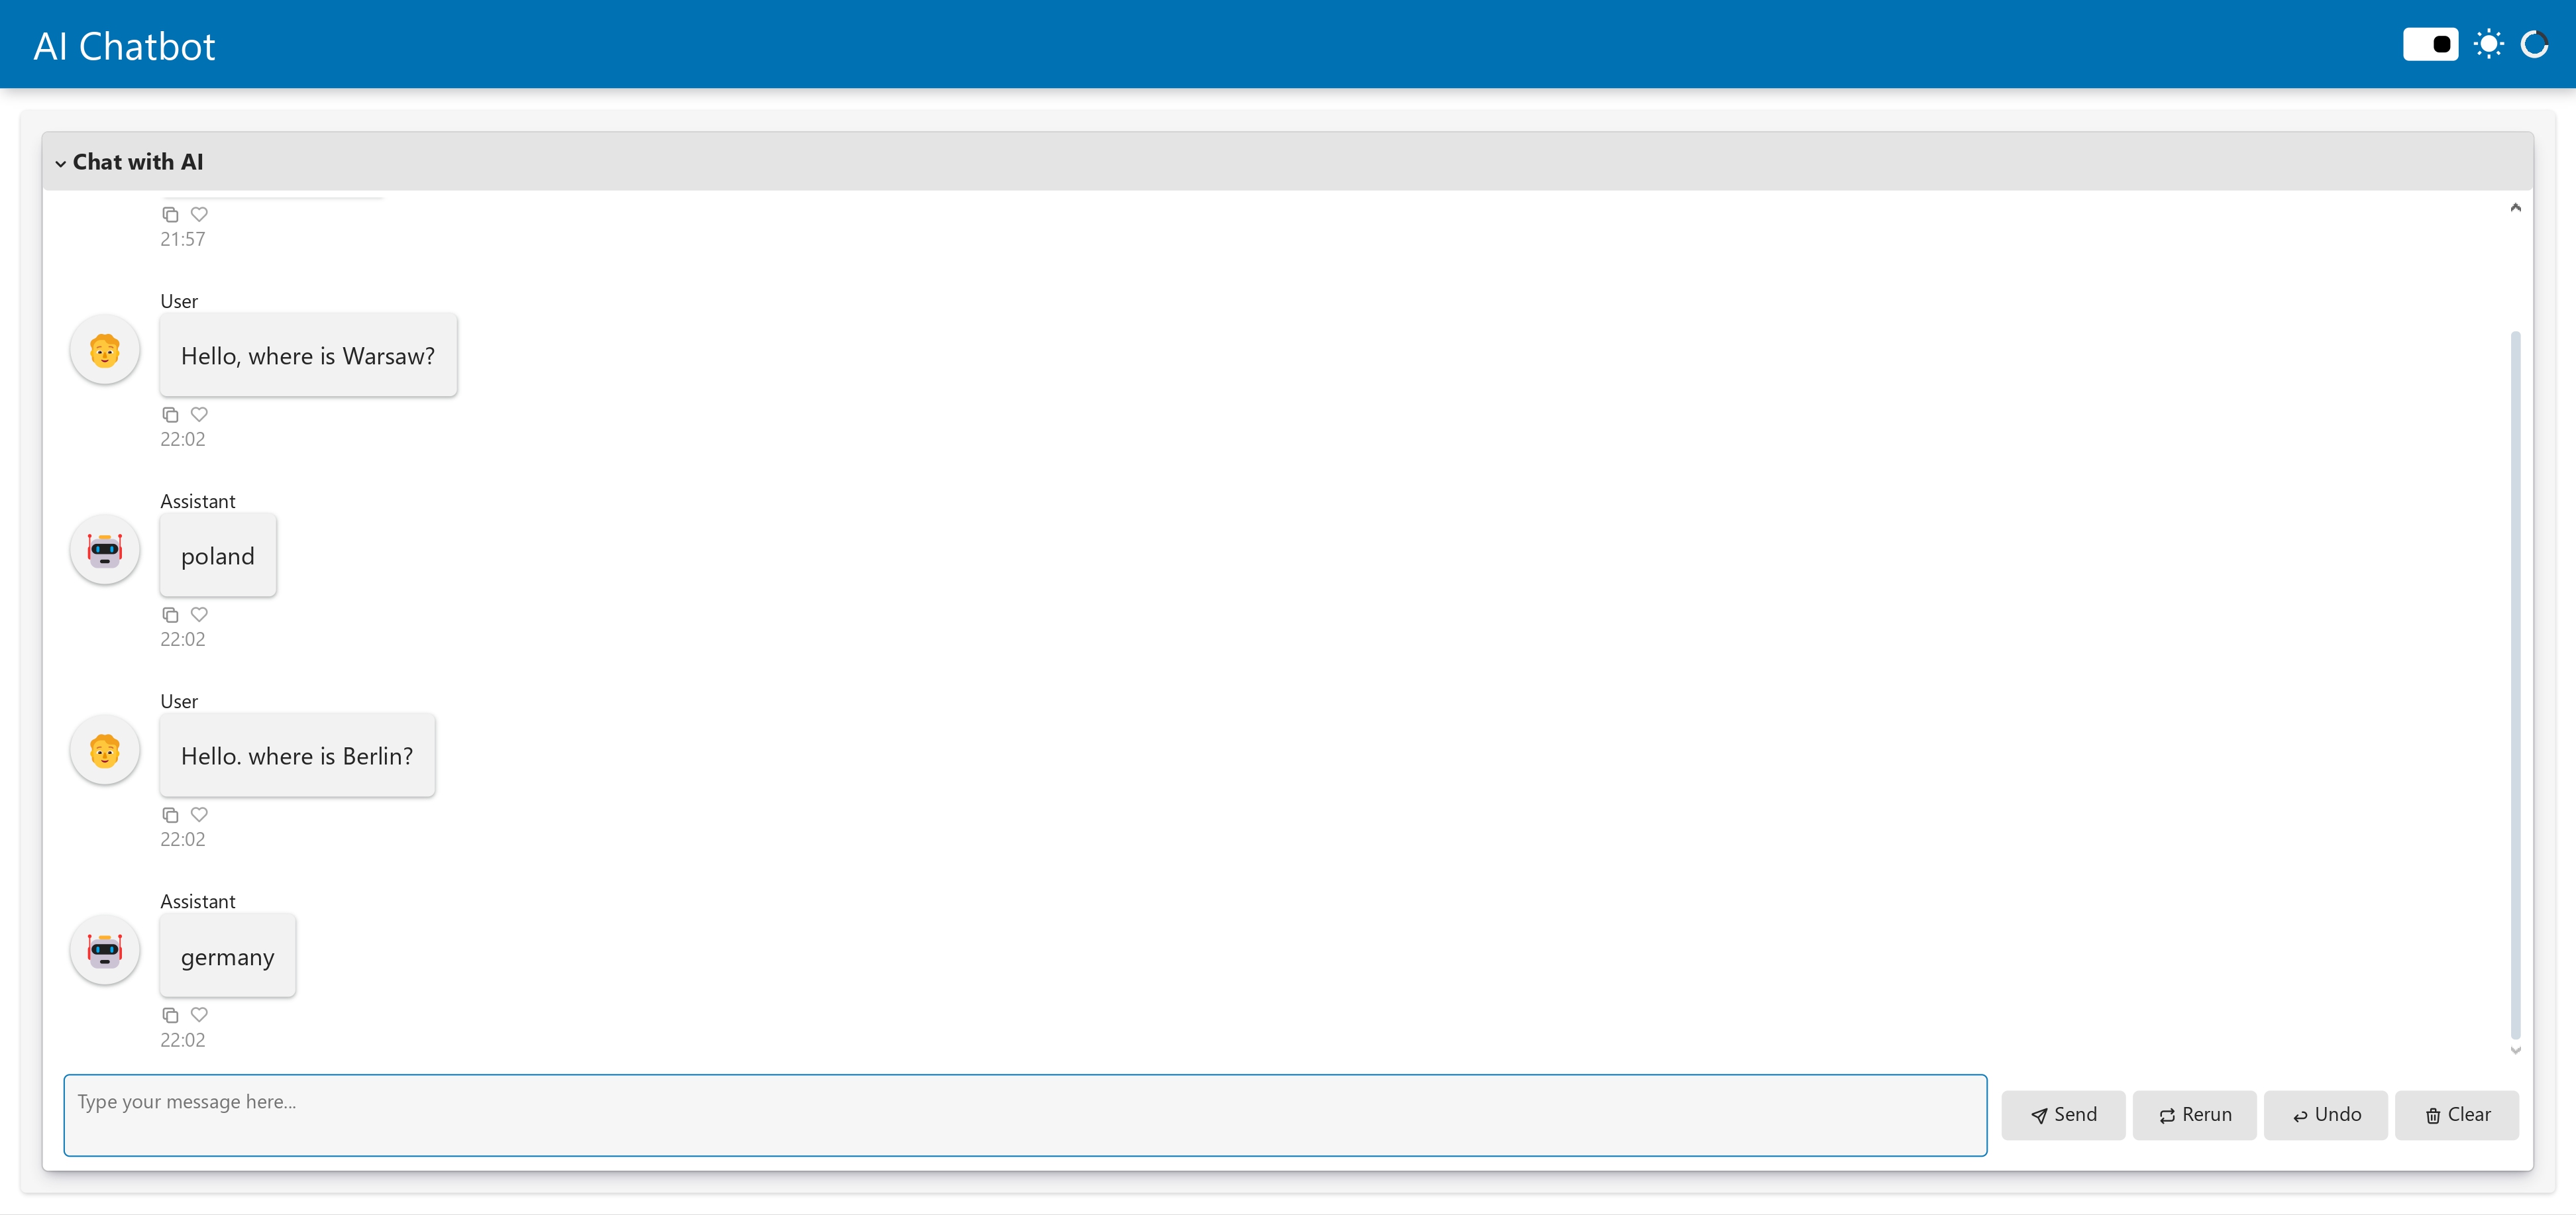 AI Chatbot
Chat with AI
21:57
User
Hello, where is Warsaw?
22:02
Assistant
poland
22:02
User
Hello. where is Berlin?
22:02
Assistant
germany
22:02
Type your message here...
Send
Rerun
Undo
Clear